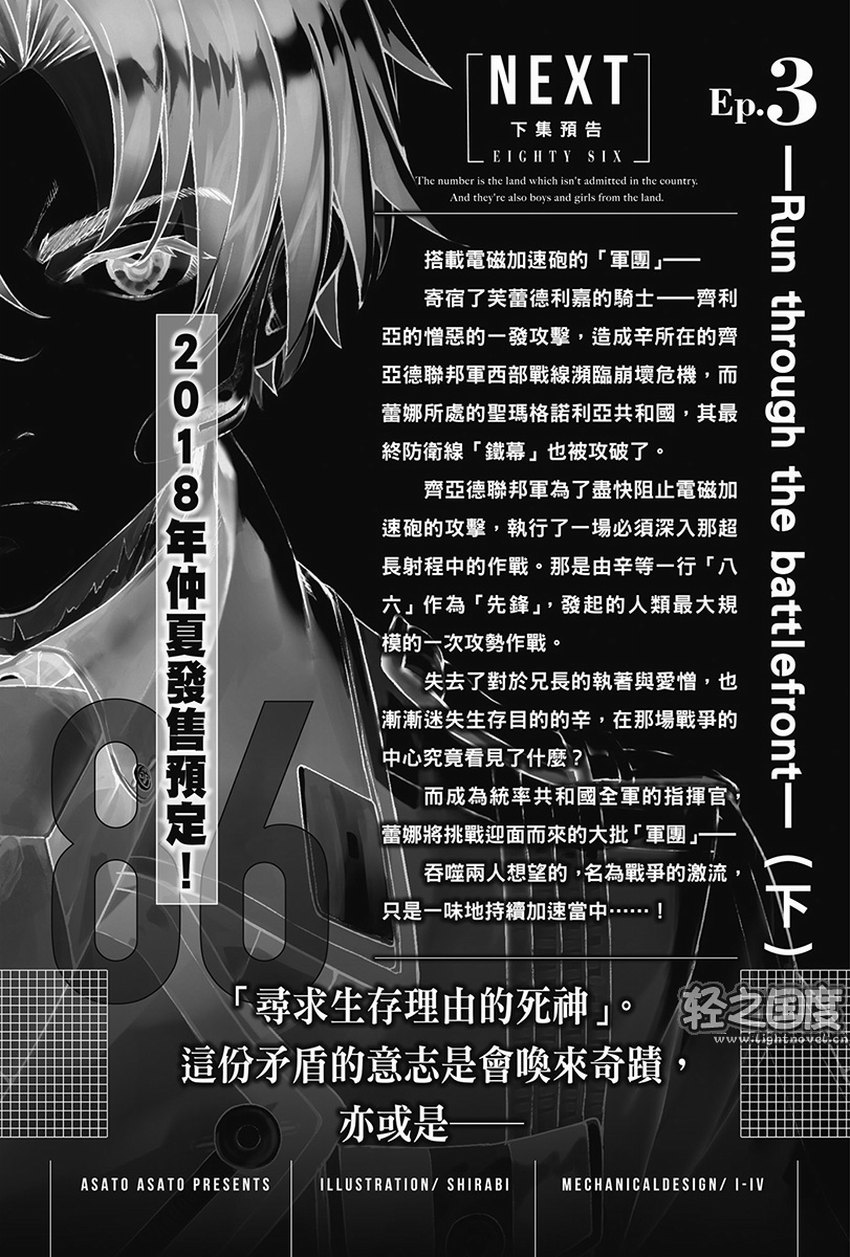 NEXT
下集預告
EIGHTY SIX
The number is the land which isn't admitted in the country.
And they're also boys and girls from the land.
Ep.3
—Run through the battlefront—(下)
搭載電磁加速砲的「軍團」——
寄宿了芙蕾德利嘉的騎士——齊利
亞的憎惡的一發攻擊，造成辛所在的齊
亞德聯邦軍西部戰線瀕臨崩壞危機，而
蕾娜所處的聖瑪格諾利亞共和國，其最
終防衛線「鐵幕」也被攻破了。
齊亞德聯邦軍為了盡快阻止電磁加
速砲的攻擊，執行了一場必須深入那超
長射程中的作戰。那是由辛等一行「八
六」作為「先鋒」，發起的人類最大規
模的一次攻勢作戰。
失去了對於兄長的執著與愛憎，也
漸漸迷失生存目的的辛，在那場戰爭的
中心究竟看見了什麼？
而成為統率共和國全軍的指揮官，
蕾娜將挑戰迎面而來的大批「軍團」——
吞噬兩人想望的，名為戰爭的激流，
只是一味地持續加速當中……！
2018年仲夏發售預定！
86
「尋求生存理由的死神」。
這份矛盾的意志是會喚來奇蹟，
亦或是——
轻之国度
www.lightnovel.cn
ASATO ASATO PRESENTS
ILLUSTRATION/ SHIRABI
MECHANICALDESIGN/ I-IV